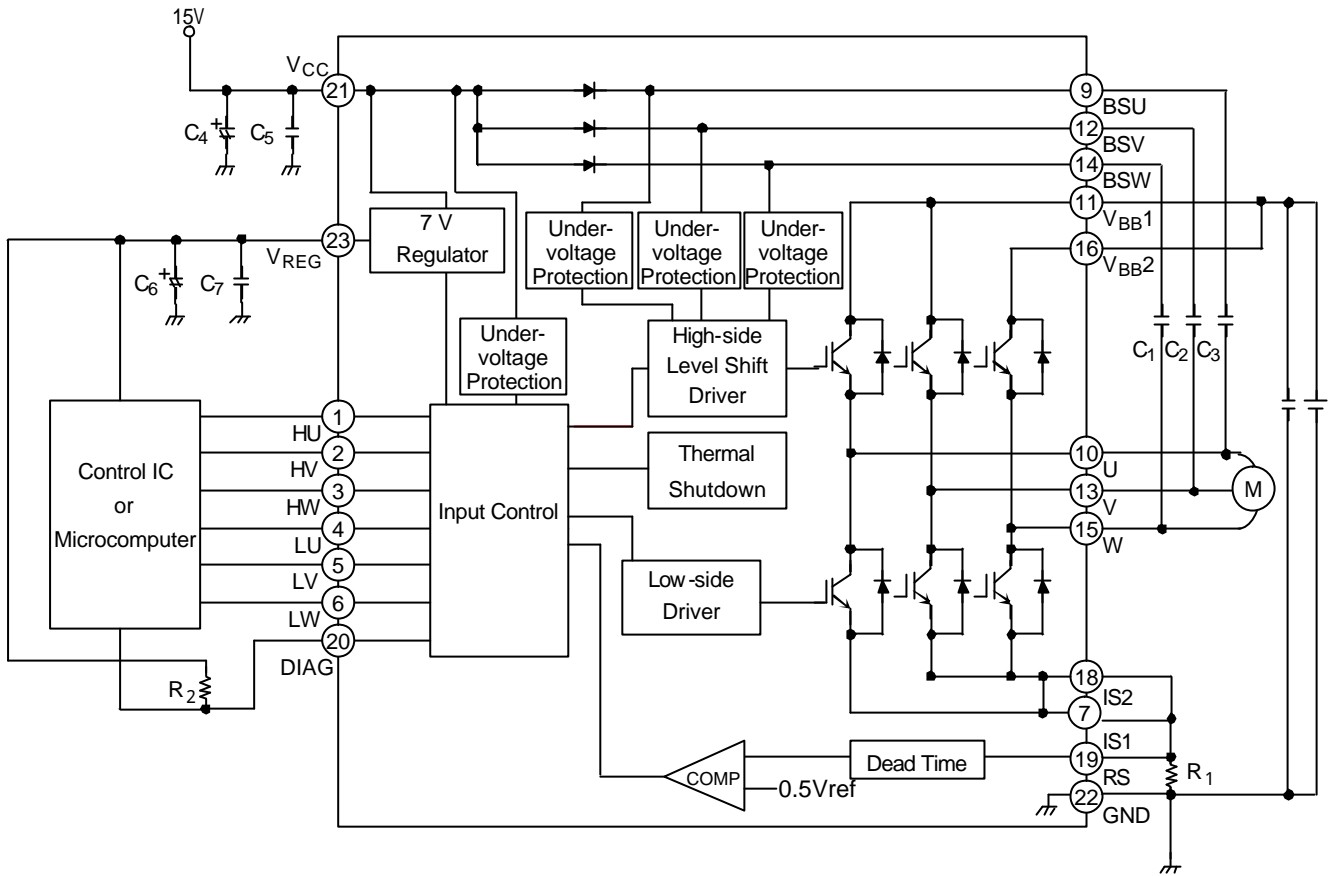 15V
VCC
21
9
BSU
C4
+
C5
12
BSV
14
BSW
11
VBB1
7 V
Regulator
Under-
voltage
Protection
Under-
voltage
Protection
Under-
voltage
Protection
23
VREG
16
VBB2
C6
+
C7
Under-
voltage
Protection
High-side
Level Shift
Driver
C1
C2
C3
Control IC
or
Microcomputer
1
HU
2
HV
3
HW
4
LU
5
LV
6
LW
20
DIAG
Input Control
Thermal
Shutdown
Low-side
Driver
10
U
13
V
15
W
M
R2
18
IS2
7
IS1
COMP
Dead Time
0.5Vref
19
RS
R1
22
GND